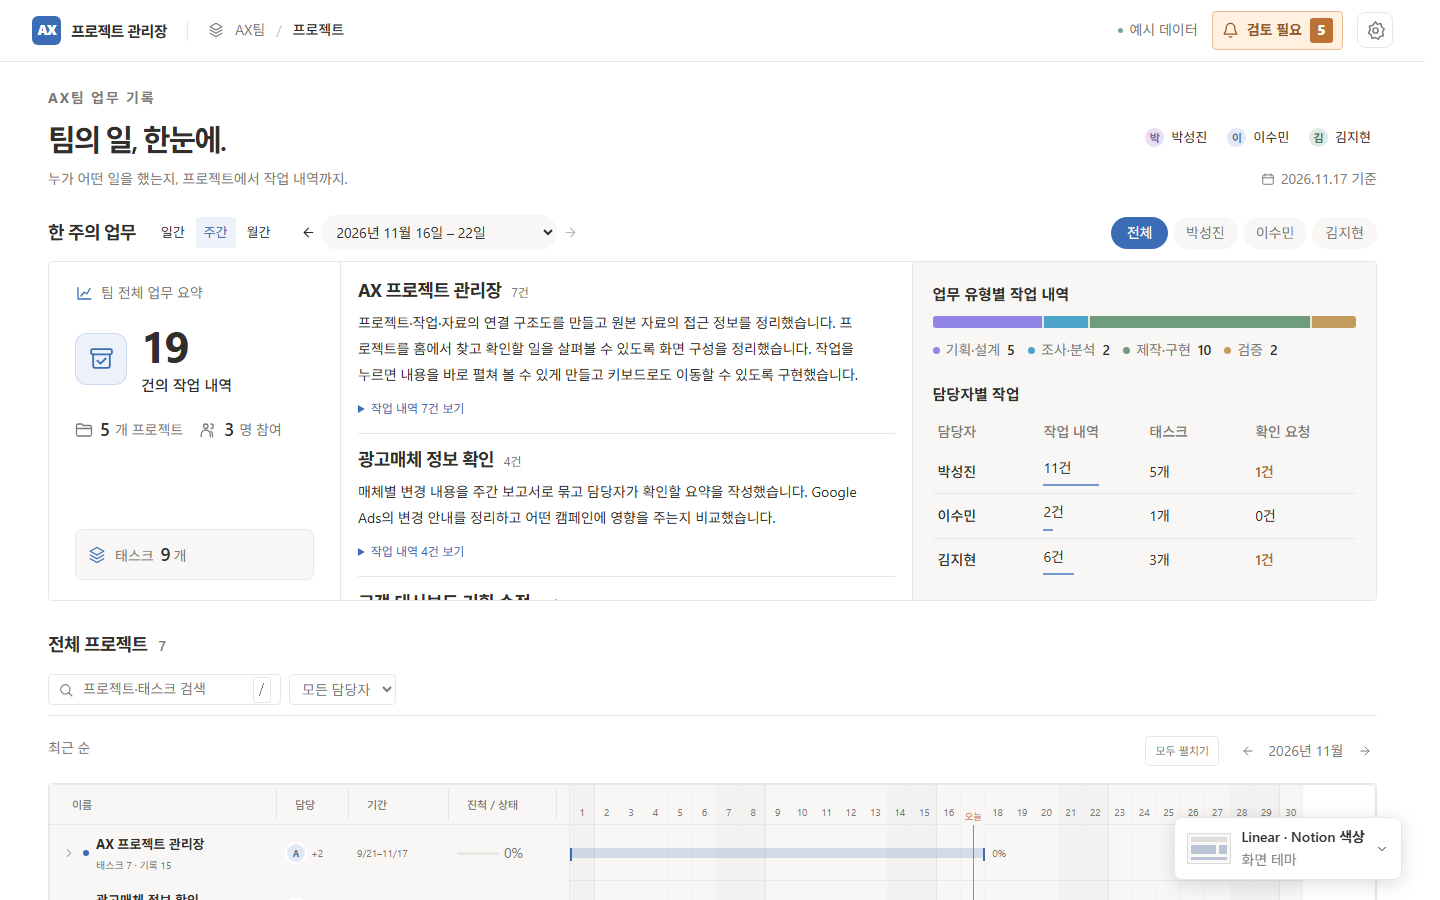 AX 프로젝트 관리장 AX팀 / 프로젝트 예시 데이터 검토 필요 5
AX팀 업무 기록
팀의 일, 한눈에.
박 박성진 이 이수민 김 김지현
누가 어떤 일을 했는지, 프로젝트에서 작업 내역까지.
2026.11.17 기준
한 주의 업무 일간 주간 월간 ← 2026년 11월 16일 – 22일 →
전체 박성진 이수민 김지현
팀 전체 업무 요약
19
건의 작업 내역
5 개 프로젝트 3 명 참여
태스크 9 개
AX 프로젝트 관리장 7건
프로젝트·작업·자료의 연결 구조도를 만들고 원본 자료의 접근 정보를 정리했습니다. 프
로젝트를 홈에서 찾고 확인할 일을 살펴볼 수 있도록 화면 구성을 정리했습니다. 작업을
누르면 내용을 바로 펼쳐 볼 수 있게 만들고 키보드로도 이동할 수 있도록 구현했습니다.
▶ 작업 내역 7건 보기
광고매체 정보 확인 4건
매체별 변경 내용을 주간 보고서로 묶고 담당자가 확인할 요약을 작성했습니다. Google
Ads의 변경 안내를 정리하고 어떤 캠페인에 영향을 주는지 비교했습니다.
▶ 작업 내역 4건 보기
업무 유형별 작업 내역
기획·설계 5 조사·분석 2 제작·구현 10 검증 2
담당자별 작업
담당자 작업 내역 태스크 확인 요청
박성진 11건 5개 1건
이수민 2건 1개 0건
김지현 6건 3개 1건
전체 프로젝트 7
프로젝트·태스크 검색 / 모든 담당자
최근 순
모두 펼치기 ← 2026년 11월 →
이름 담당 기간 진척 / 상태 1 2 3 4 5 6 7 8 9 10 11 12 13 14 15 16 오늘 18 19 20 21 22 23 24 25 26 27 28 29 30
AX 프로젝트 관리장 A +2 9/21–11/17 0% 0%
태스크 7 · 기록 15
광고매체 정보 확인
Linear · Notion 색상
화면 테마